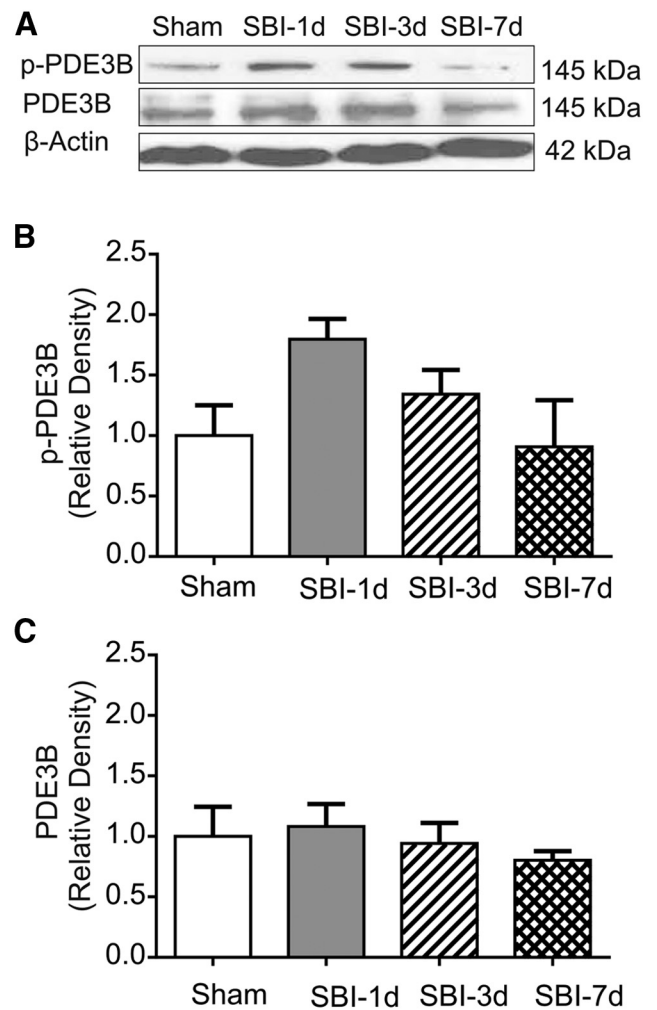 A
Sham SBI-1d SBI-3d SBI-7d
p-PDE3B 145 kDa
PDE3B 145 kDa
β-Actin 42 kDa
B
p-PDE3B
(Relative Density)
2.5
2.0
1.5
1.0
0.5
0.0
Sham SBI-1d SBI-3d SBI-7d
C
PDE3B
(Relative Density)
2.5
2.0
1.5
1.0
0.5
0.0
Sham SBI-1d SBI-3d SBI-7d